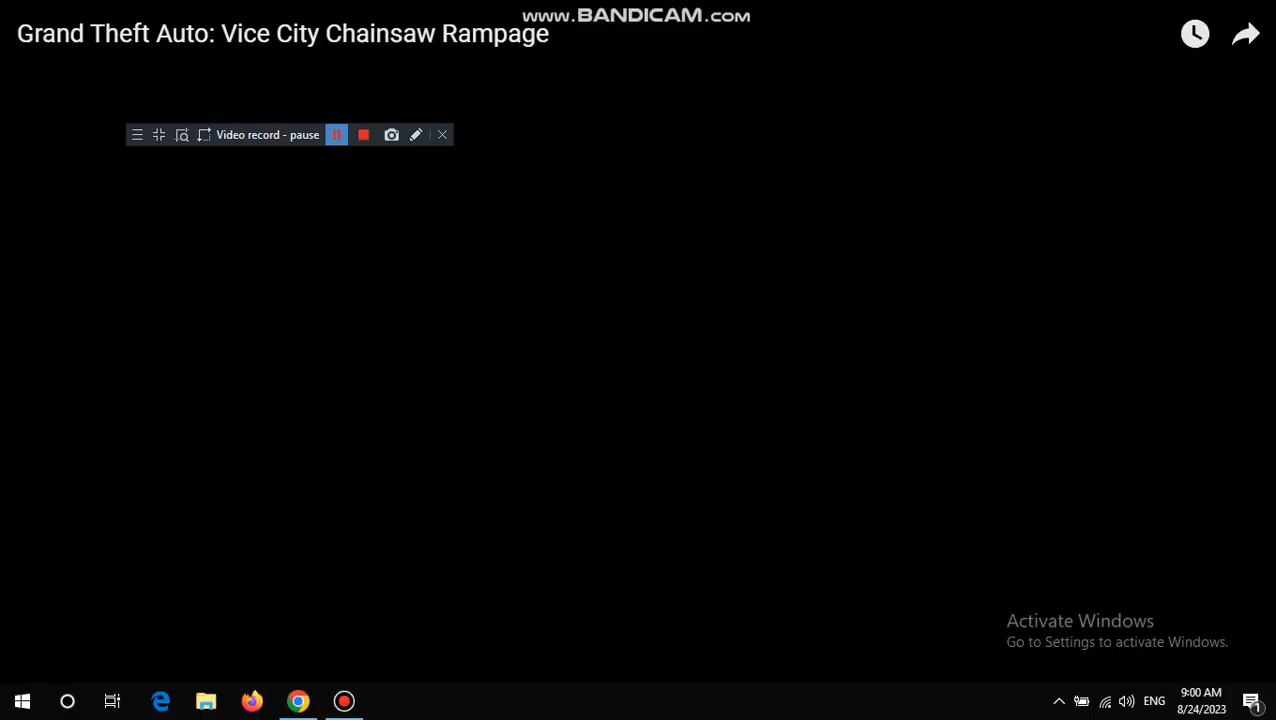 www.BANDICAM.com
Grand Theft Auto: Vice City Chainsaw Rampage
Video record - pause
Activate Windows
Go to Settings to activate Windows.
ENG
9:00 AM
8/24/2023
1